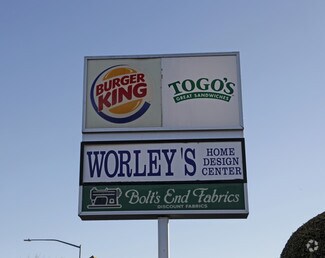 BURGER
KING
TOGO'S
GREAT SANDWICHES
WORLEY'S
HOME
DESIGN
CENTER
Bolt's End Fabrics
DISCOUNT FABRICS